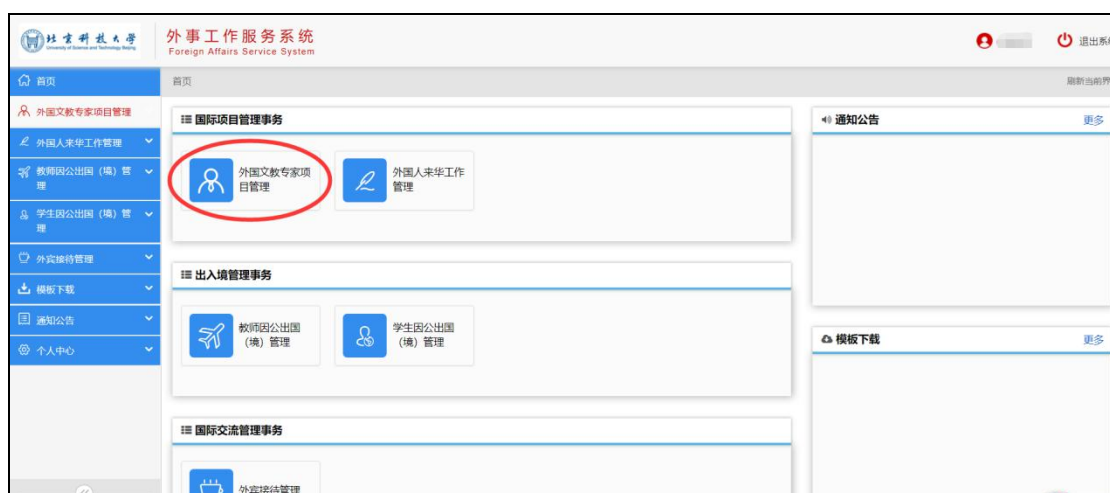 北京科技大学
University of Science and Technology Beijing
外事工作服务系统
Foreign Affairs Service System
退出系统
首页
外国文教专家项目管理
外国人来华工作管理
教师因公出国（境）管
理
学生因公出国（境）管
理
外宾接待管理
模板下载
通知公告
个人中心
首页
刷新当前界
国际项目管理事务
外国文教专家项
目管理
外国人来华工作
管理
出入境管理事务
教师因公出国
（境）管理
学生因公出国
（境）管理
国际交流管理事务
外宾接待管理
通知公告
更多
模板下载
更多